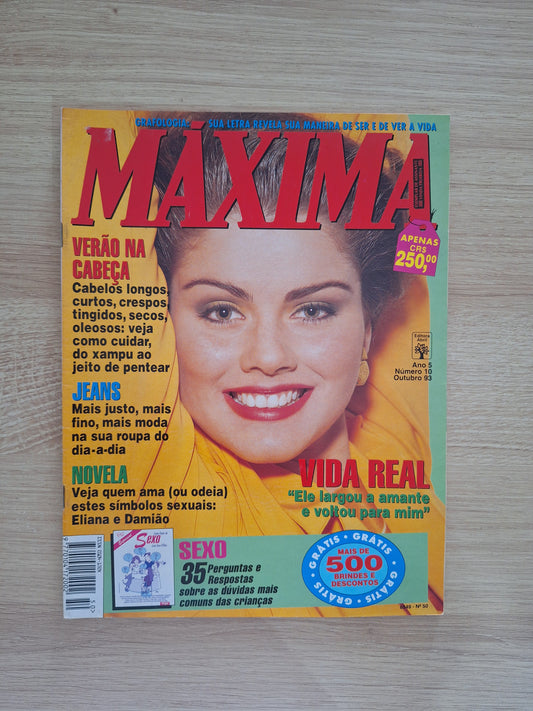 GRAFOLOGIA: SUA LETRA REVELA SUA MANEIRA DE SER E DE VER A VIDA
MÁXIMA
APENAS
CR$
250,00
VERÃO NA
CABEÇA
Cabelos longos,
curtos, crespos,
tingidos, secos,
oleosos: veja
como cuidar,
do xampu ao
jeito de pentear
Editora
Abril
Ano 5
Número 10
Outubro 93
JEANS
Mais justo, mais
fino, mais moda
na sua roupa do
dia-a-dia
NOVELA
Veja quem ama (ou odeia)
estes símbolos sexuais:
Eliana e Damião
VIDA REAL
“Ele largou a amante
e voltou para mim”
Sexo
SEXO
35 Perguntas e
Respostas
sobre as dúvidas mais
comuns das crianças
GRÁTIS GRÁTIS GRÁTIS GRÁTIS GRÁTIS
MAIS DE
500
BRINDES E
DESCONTOS